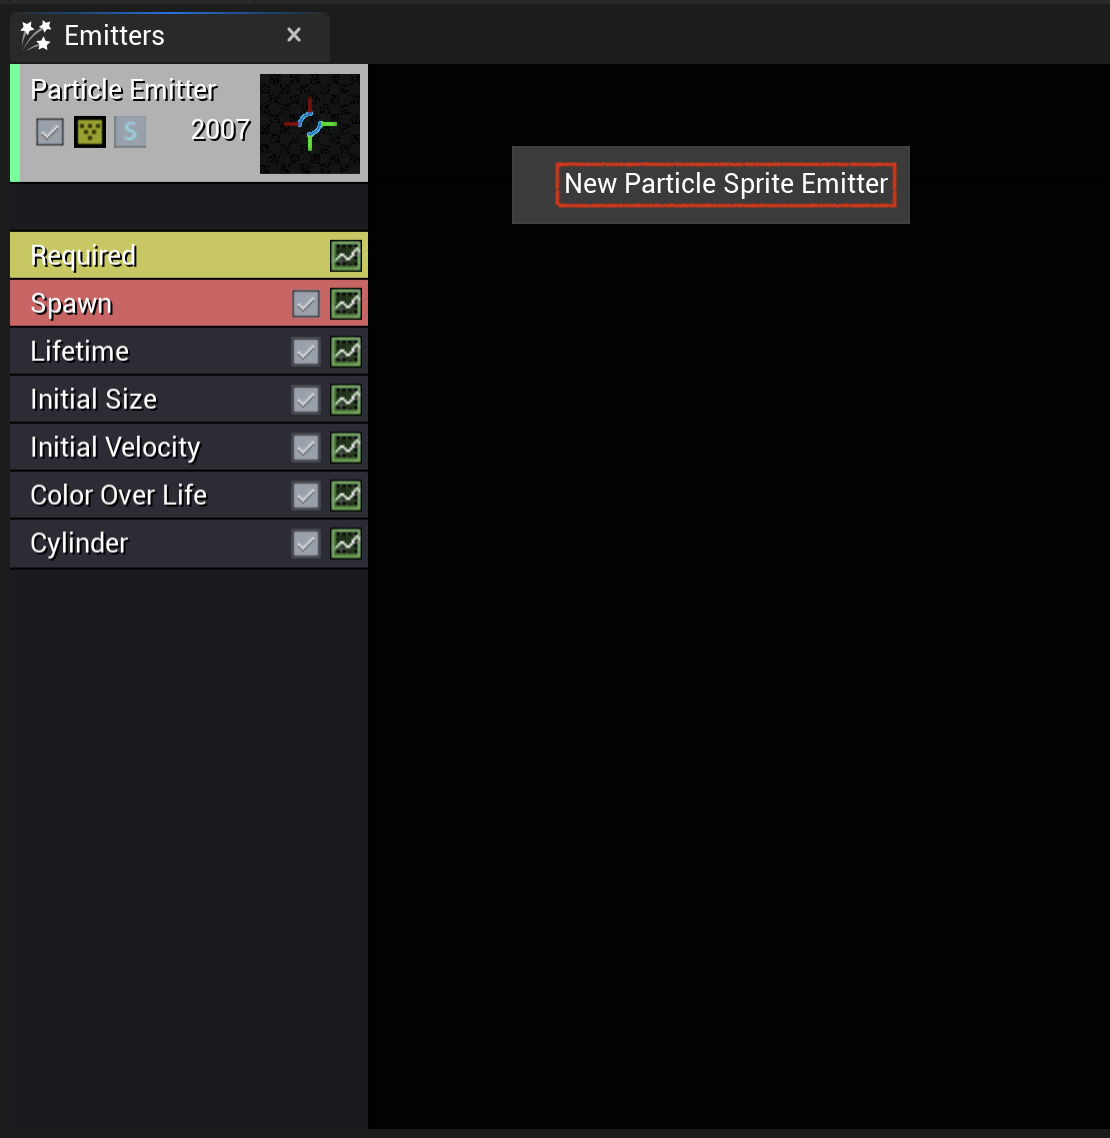 Emitters
Particle Emitter
S 2007
New Particle Sprite Emitter
Required
Spawn
Lifetime
Initial Size
Initial Velocity
Color Over Life
Cylinder